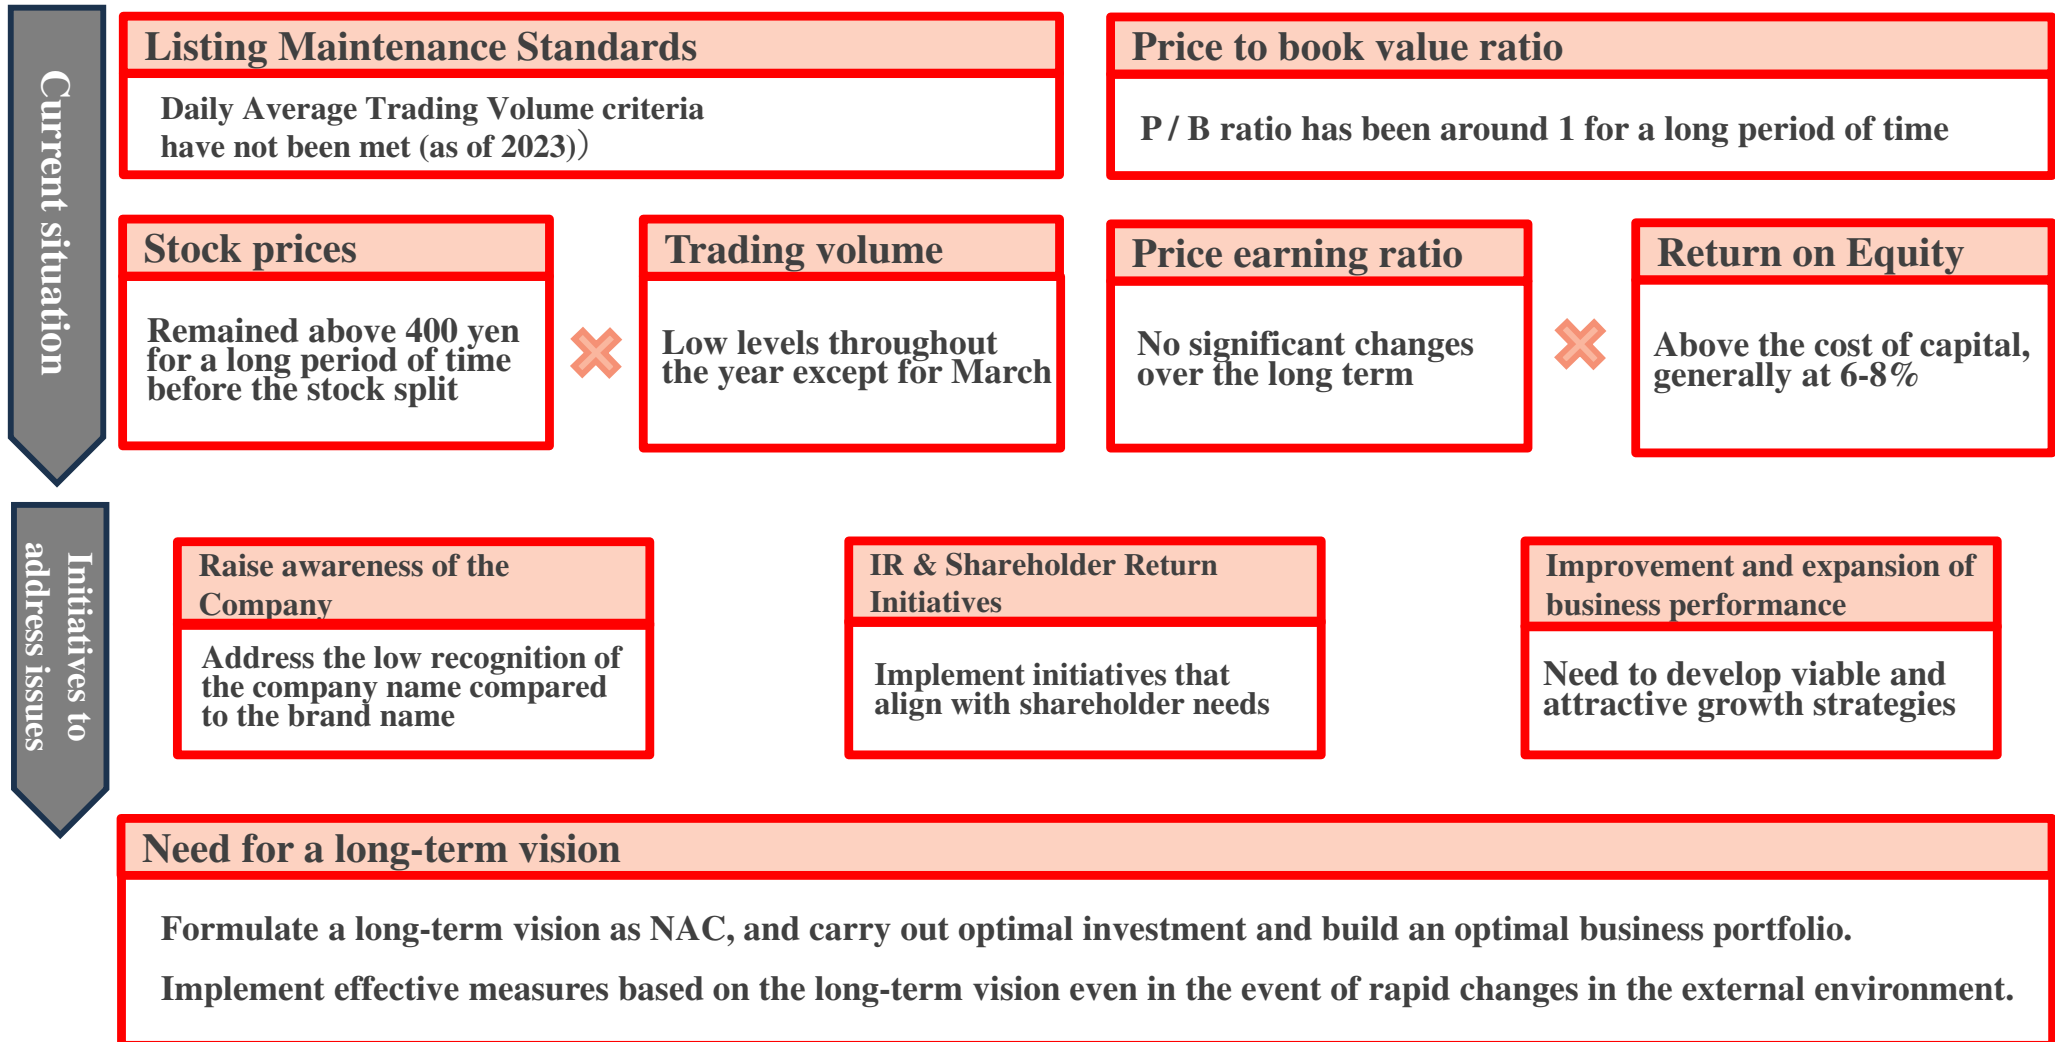 Current situation
Listing Maintenance Standards
Daily Average Trading Volume criteria
have not been met (as of 2023)）
Price to book value ratio
P / B ratio has been around 1 for a long period of time
Stock prices
Remained above 400 yen
for a long period of time
before the stock split
Trading volume
Low levels throughout
the year except for March
Price earning ratio
No significant changes
over the long term
Return on Equity
Above the cost of capital,
generally at 6-8%
Initiatives to
address issues
Raise awareness of the
Company
Address the low recognition of
the company name compared
to the brand name
IR & Shareholder Return
Initiatives
Implement initiatives that
align with shareholder needs
Improvement and expansion of
business performance
Need to develop viable and
attractive growth strategies
Need for a long-term vision
Formulate a long-term vision as NAC, and carry out optimal investment and build an optimal business portfolio.
Implement effective measures based on the long-term vision even in the event of rapid changes in the external environment.